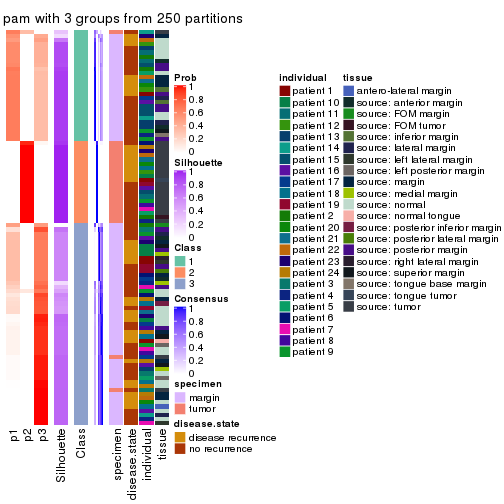 pam with 3 groups from 250 partitions
Prob
1
0.8
0.6
0.4
0.2
0
Silhouette
1
0.8
0.6
0.4
0.2
0
Class
1
2
3
Consensus
1
0.8
0.6
0.4
0.2
0
specimen
margin
tumor
disease.state
disease recurrence
no recurrence
individual
patient 1
patient 10
patient 11
patient 12
patient 13
patient 14
patient 15
patient 16
patient 17
patient 18
patient 19
patient 2
patient 20
patient 21
patient 22
patient 23
patient 24
patient 3
patient 4
patient 5
patient 6
patient 7
patient 8
patient 9
tissue
antero-lateral margin
source: anterior margin
source: FOM margin
source: FOM tumor
source: inferior margin
source: lateral margin
source: left lateral margin
source: left posterior margin
source: margin
source: medial margin
source: normal
source: normal tongue
source: posterior inferior margin
source: posterior lateral margin
source: posterior margin
source: right lateral margin
source: superior margin
source: tongue base margin
source: tongue tumor
source: tumor
p1
p2
p3
Silhouette
Class
specimen
disease.state
individual
tissue